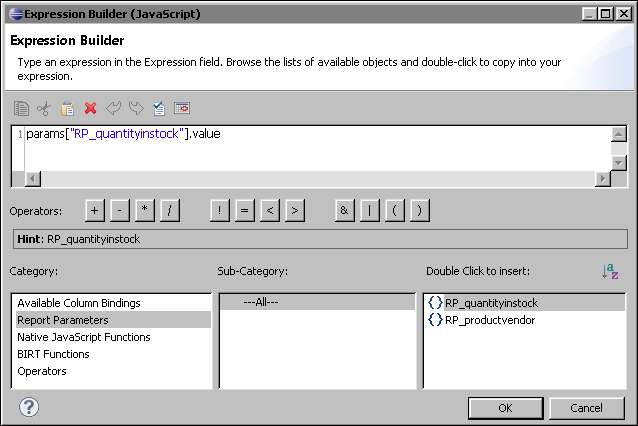 Expression Builder (JavaScript)
Expression Builder
Type an expression in the Expression field. Browse the lists of available objects and double-click to copy into your
expression.
1 params["RP_quantityinstock"].value
Operators: + - * / ! = < > & | ( )
Hint: RP_quantityinstock
Category: Sub-Category: Double Click to insert: a z
Available Column Bindings ---All--- {} RP_quantityinstock
Report Parameters {} RP_productvendor
Native JavaScript Functions
BIRT Functions
Operators
? OK Cancel